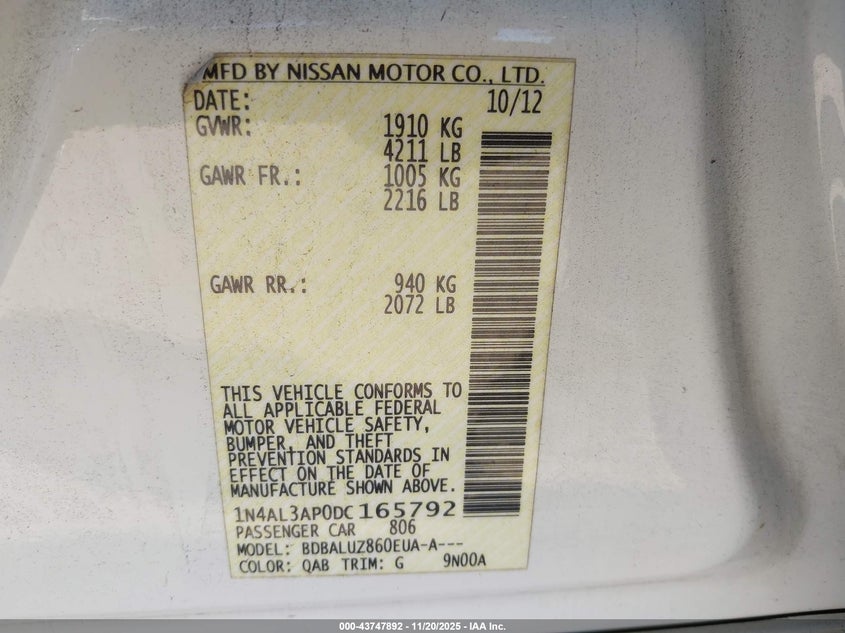 MFD BY NISSAN MOTOR CO., LTD.
DATE: 10/12
GVWR: 1910 KG
4211 LB
GAWR FR.: 1005 KG
2216 LB
GAWR RR.: 940 KG
2072 LB
THIS VEHICLE CONFORMS TO
ALL APPLICABLE FEDERAL
MOTOR VEHICLE SAFETY,
BUMPER, AND THEFT
PREVENTION STANDARDS IN
EFFECT ON THE DATE OF
MANUFACTURE SHOWN ABOVE.
1N4AL3AP0DC165792
PASSENGER CAR 806
MODEL: BDBALUZ860EUA-A---
COLOR: QAB TRIM: G 9N00A
000-43747892 - 11/20/2025 - IAA Inc.